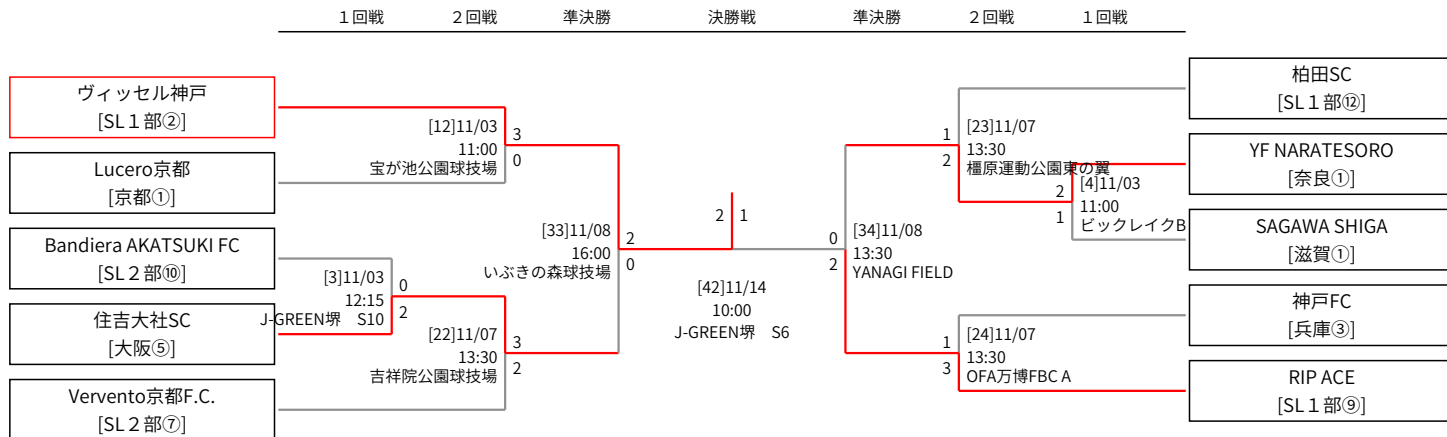 １回戦 ２回戦 準決勝 決勝戦 準決勝 ２回戦 １回戦
ヴィッセル神戸
[SL１部②]
Lucero京都
[京都①]
Bandiera AKATSUKI FC
[SL２部⑩]
住吉大社SC
[大阪⑤]
Vervento京都F.C.
[SL２部⑦]
[3]11/03
12:15
J-GREEN堺　S10
0
2
[12]11/03
11:00
宝が池公園球技場
3
0
[22]11/07
13:30
吉祥院公園球技場
3
2
[33]11/08
16:00
いぶきの森球技場
2
0
2 1
[42]11/14
10:00
J-GREEN堺　S6
0
2
[34]11/08
13:30
YANAGI FIELD
1
2
[23]11/07
13:30
橿原運動公園東の翼
1
3
[24]11/07
13:30
OFA万博FBC A
2
1
[4]11/03
11:00
ビックレイクB
柏田SC
[SL１部⑫]
YF NARATESORO
[奈良①]
SAGAWA SHIGA
[滋賀①]
神戸FC
[兵庫③]
RIP ACE
[SL１部⑨]